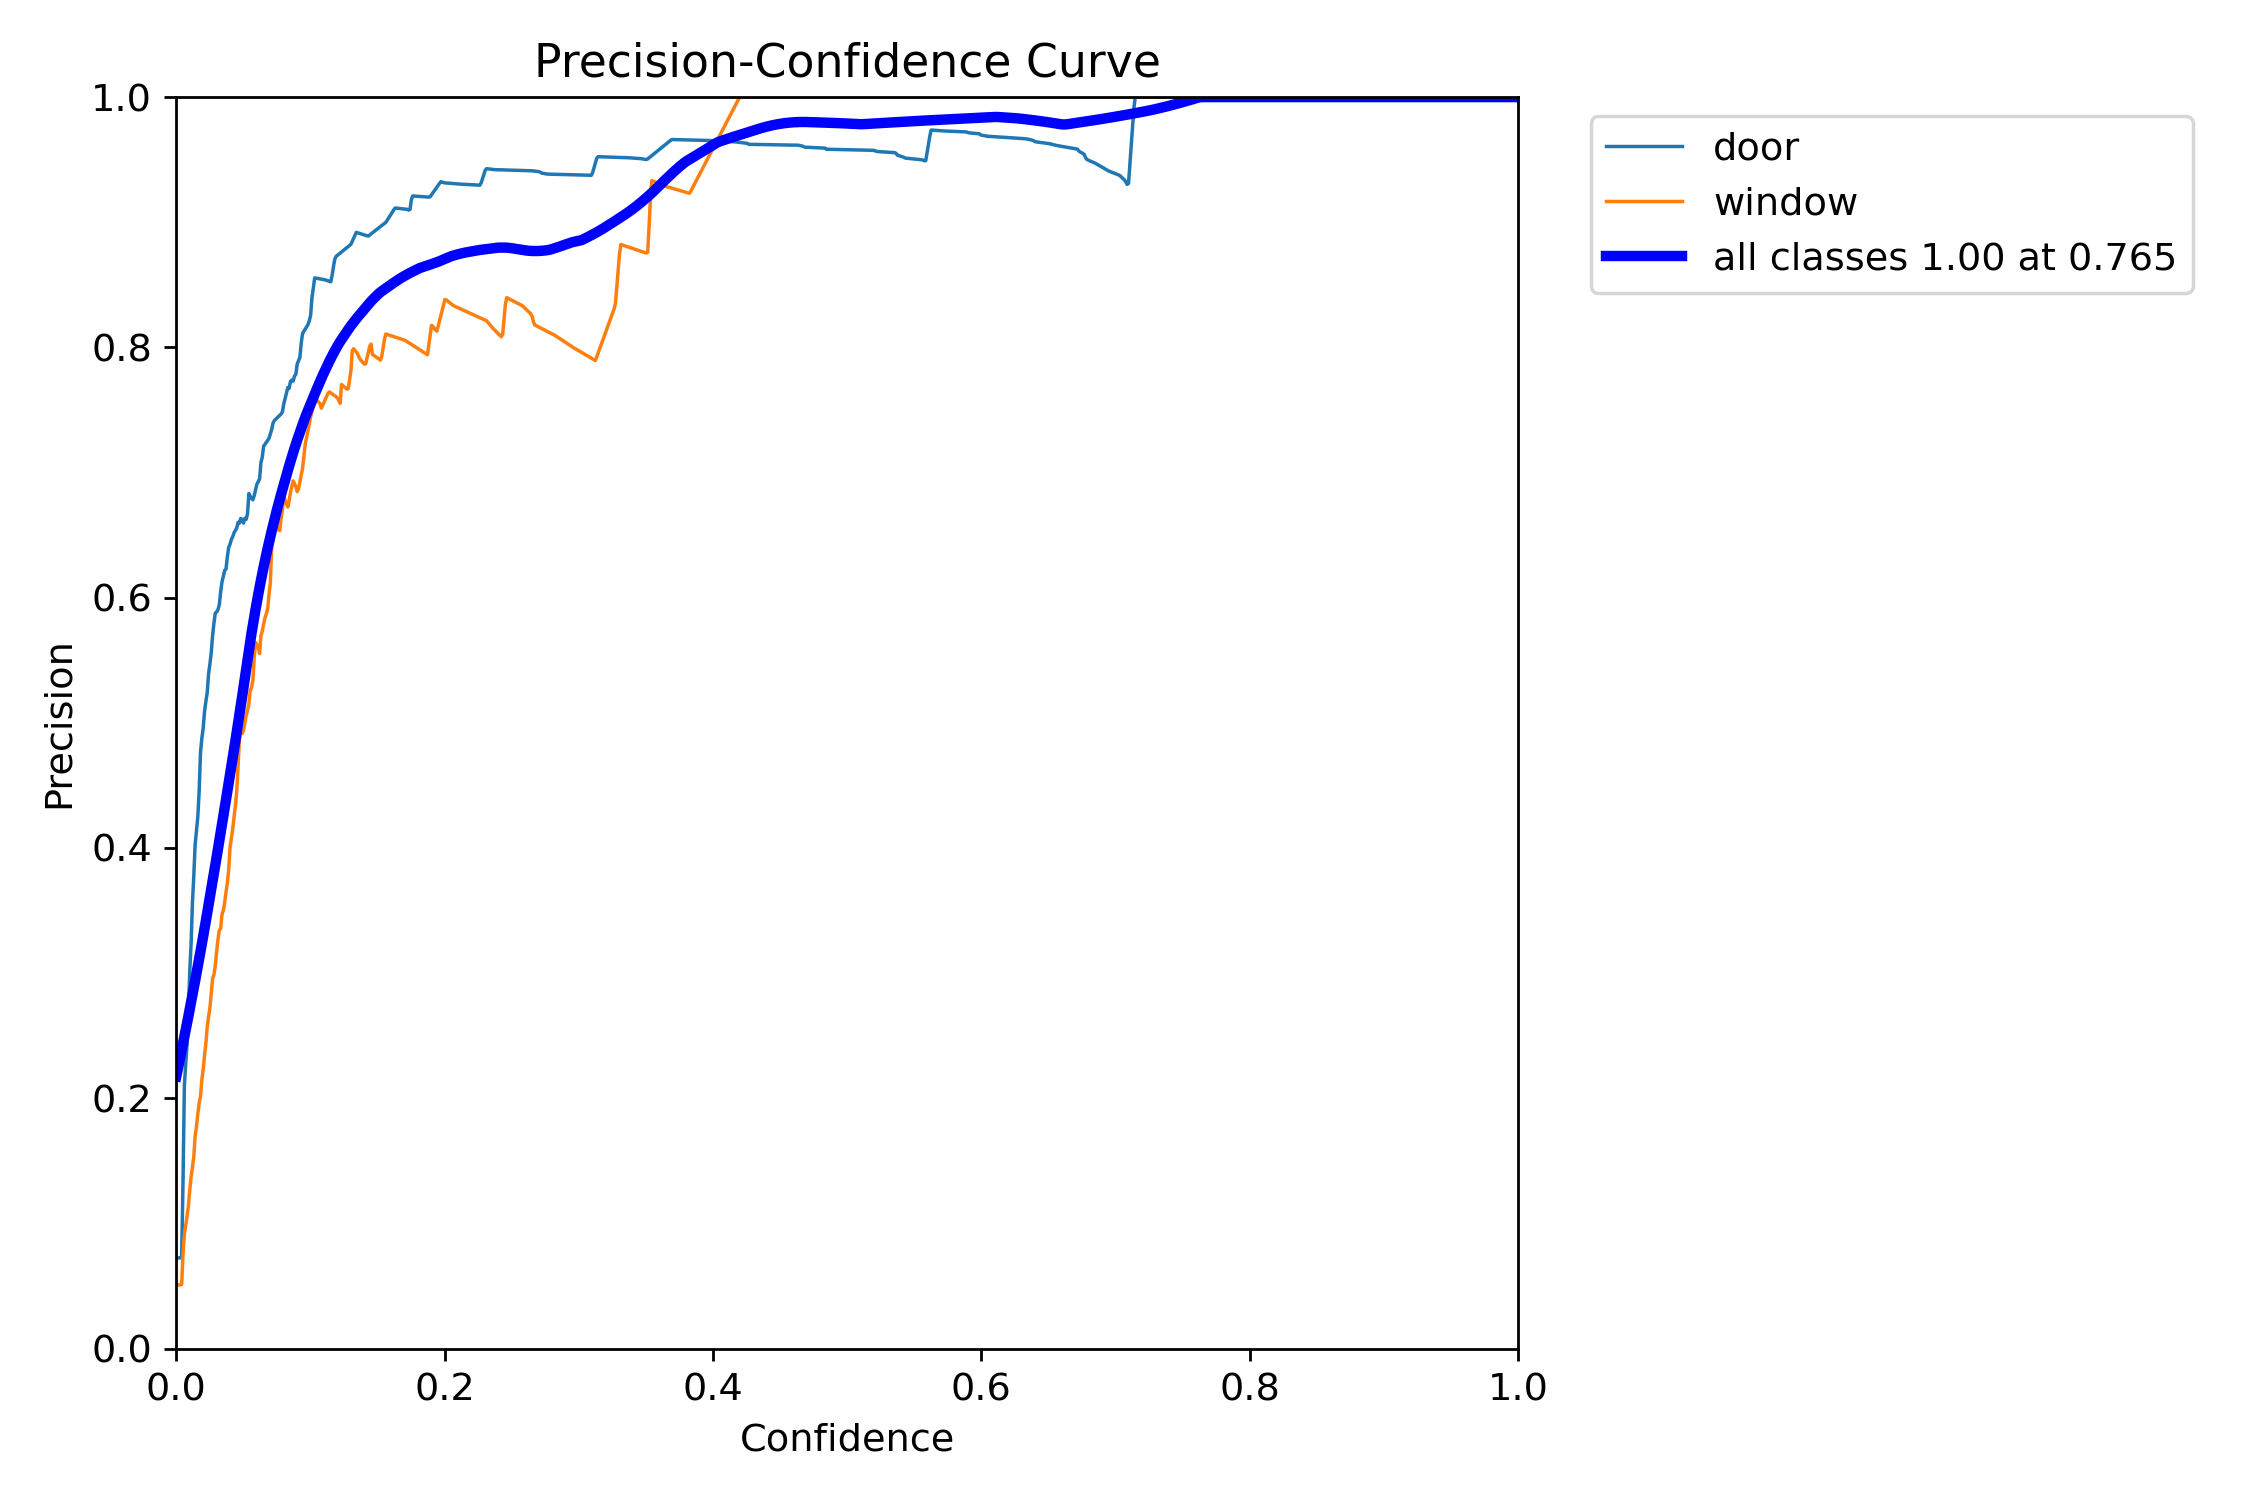 Precision-Confidence Curve
1.0
0.8
0.6
0.4
0.2
0.0
Precision
0.0 0.2 0.4 0.6 0.8 1.0
Confidence
door
window
all classes 1.00 at 0.765